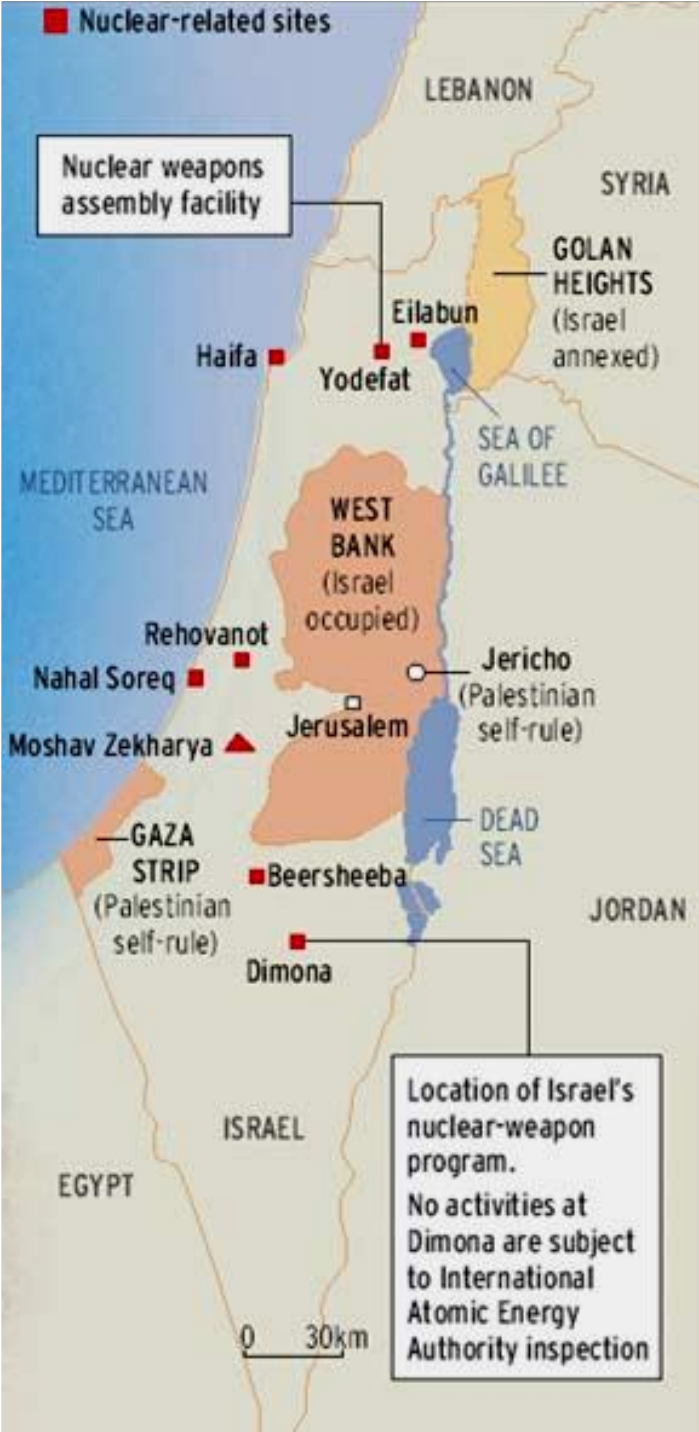 Nuclear-related sites
LEBANON
Nuclear weapons
assembly facility
SYRIA
GOLAN
HEIGHTS
(Israel
annexed)
Eilabun
Haifa
Yodefat
SEA OF
GALILEE
MEDITERRANEAN
SEA
WEST
BANK
(Israel
occupied)
Rehovanot
Nahal Soreq
Jericho
(Palestinian
self-rule)
Jerusalem
Moshav Zekharya
GAZA
STRIP
(Palestinian
self-rule)
DEAD
SEA
Beersheeba
JORDAN
Dimona
Location of Israel's
nuclear-weapon
program.
No activities at
Dimona are subject
to International
Atomic Energy
Authority inspection
ISRAEL
EGYPT
0 30km